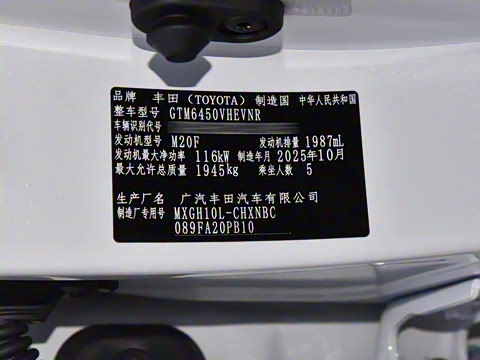 品牌 丰田 (TOYOTA) 制造国 中华人民共和国
整车型号 GTM6450VHEVNR
车辆识别代号
发动机型号 M20F 发动机排量 1987mL
发动机最大净功率 116kW 制造年月 2025年10月
最大允许总质量 1945kg 乘坐人数 5
生产厂名 广汽丰田汽车有限公司
制造厂专用号 MXGH10L-CHXNBC
089FA20PB10